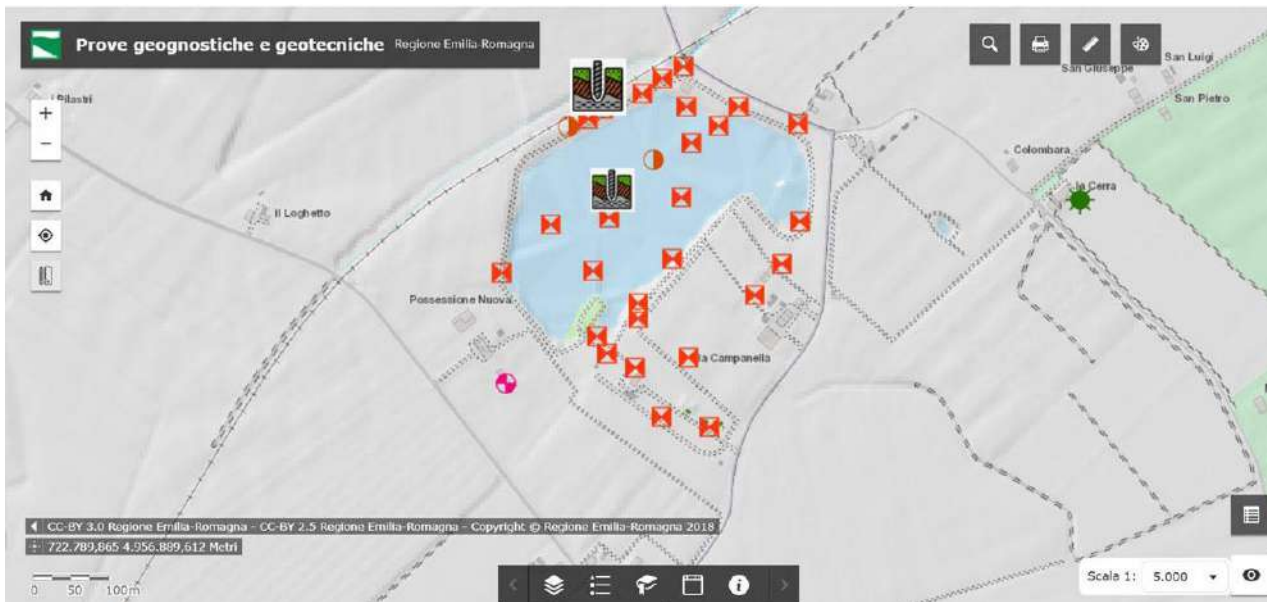 Prove geognostiche e geotecniche Regione Emilia-Romagna
San Luigi
San Giuseppe
i Pilastri
San Pietro
+
−
Colombara
la Cerra
Il Loghetto
Possessione Nuova
la Campanella
CC-BY 3.0 Regione Emilia-Romagna - CC-BY 2.5 Regione Emilia-Romagna - Copyright © Regione Emilia-Romagna 2018
722.789,865 4.956.889,612 Metri
0 50 100m
Scala 1: 5.000